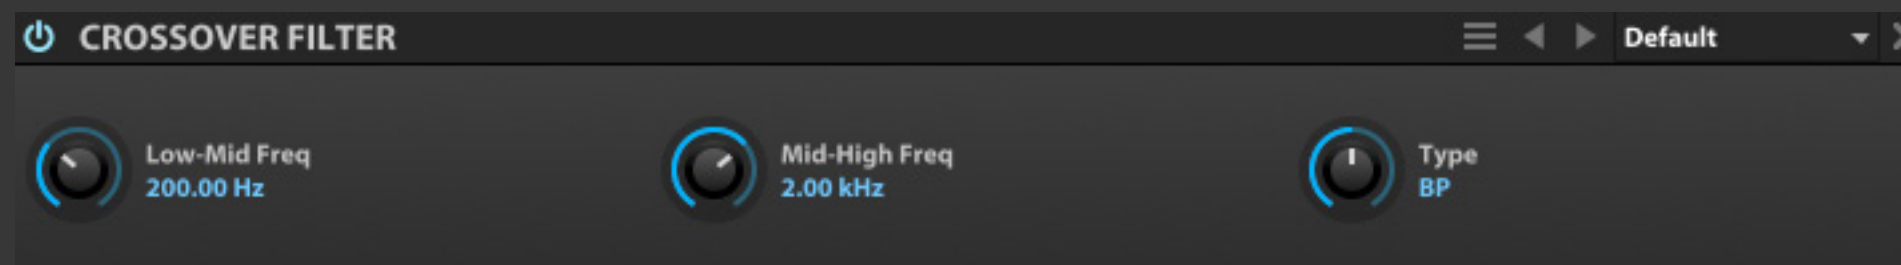 CROSSOVER FILTER
Default
Low-Mid Freq
200.00 Hz
Mid-High Freq
2.00 kHz
Type
BP